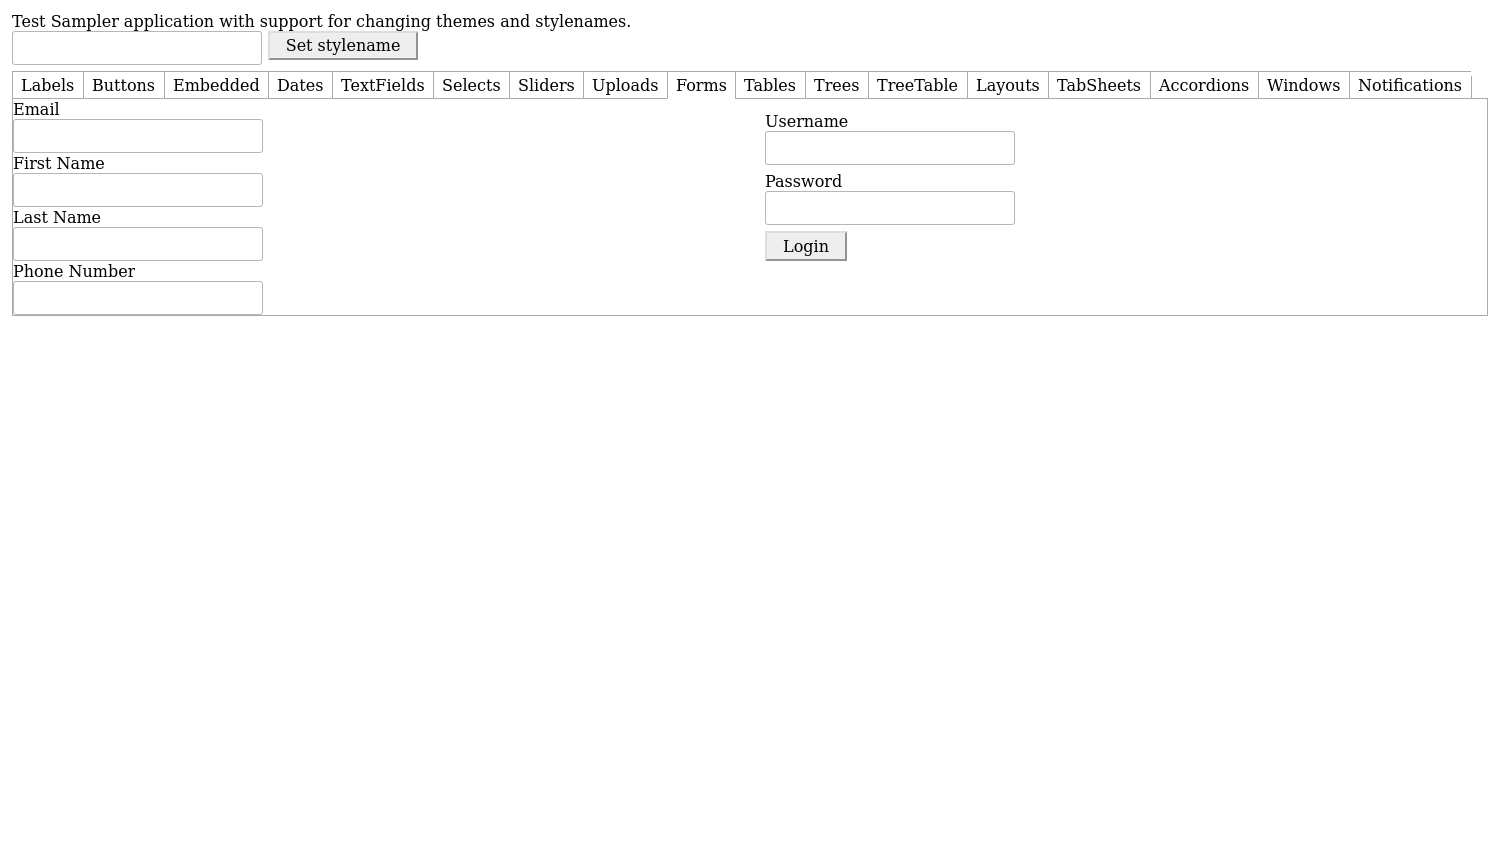 Test Sampler application with support for changing themes and stylenames.
Set stylename
Labels Buttons Embedded Dates TextFields Selects Sliders Uploads Forms Tables Trees TreeTable Layouts TabSheets Accordions Windows Notifications
Email
First Name
Last Name
Phone Number
Username
Password
Login